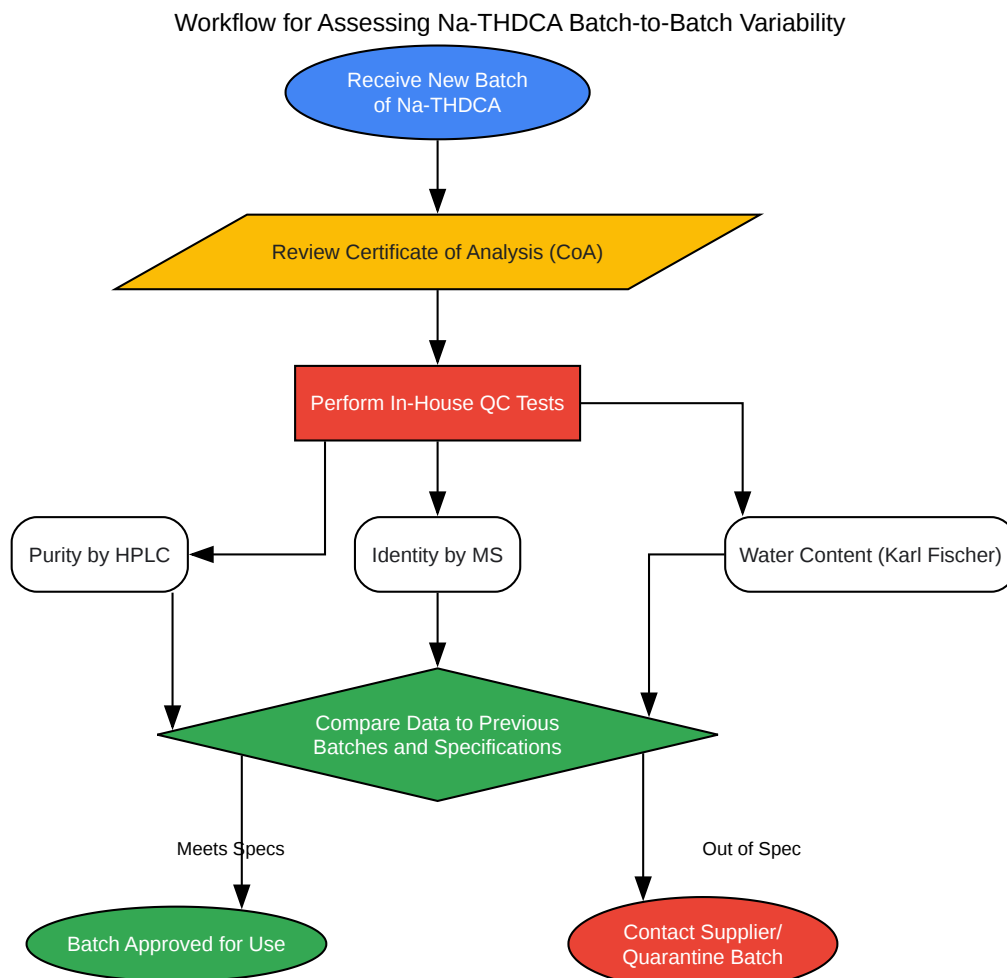 Workflow for Assessing Na-THDCA Batch-to-Batch Variability
Receive New Batch
of Na-THDCA
Review Certificate of Analysis (CoA)
Perform In-House QC Tests
Purity by HPLC
Identity by MS
Water Content (Karl Fischer)
Compare Data to Previous
Batches and Specifications
Meets Specs
Out of Spec
Batch Approved for Use
Contact Supplier/
Quarantine Batch